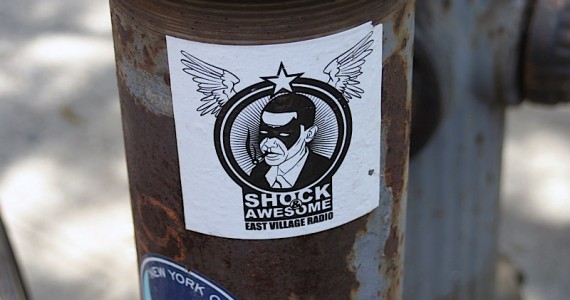 SHOCK
&
AWESOME
EAST VILLAGE RADIO
NEW YORK